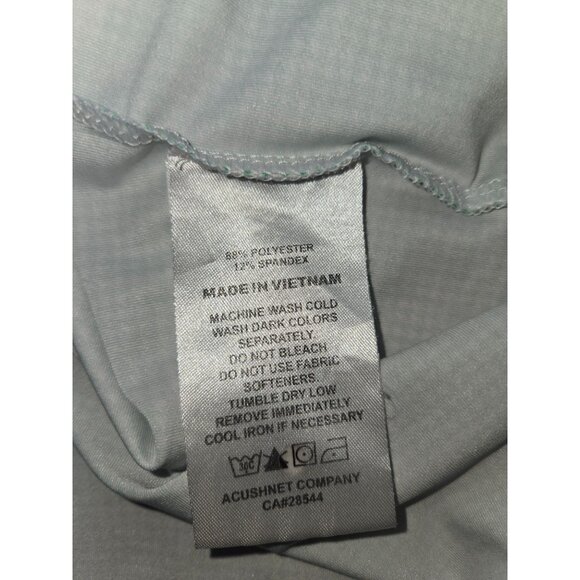 88% POLYESTER
12% SPANDEX
MADE IN VIETNAM
MACHINE WASH COLD
WASH DARK COLORS
SEPARATELY.
DO NOT BLEACH
DO NOT USE FABRIC
SOFTENERS.
TUMBLE DRY LOW
REMOVE IMMEDIATELY
COOL IRON IF NECESSARY
30C
ACUSHNET COMPANY
CA#28544